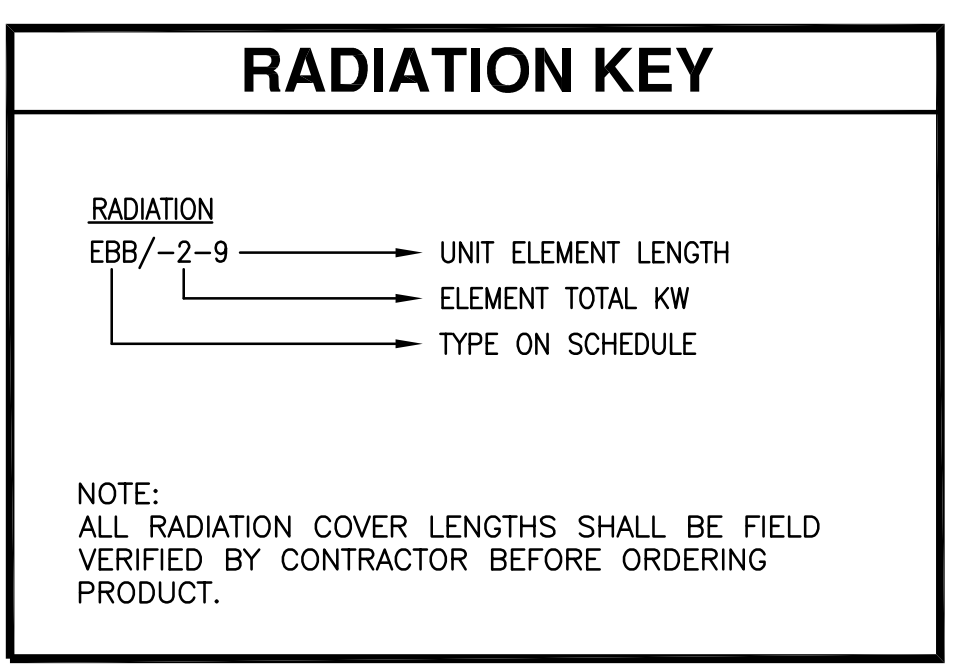 RADIATION KEY
RADIATION
EBB/-2-9 UNIT ELEMENT LENGTH
ELEMENT TOTAL KW
TYPE ON SCHEDULE
NOTE:
ALL RADIATION COVER LENGTHS SHALL BE FIELD
VERIFIED BY CONTRACTOR BEFORE ORDERING
PRODUCT.